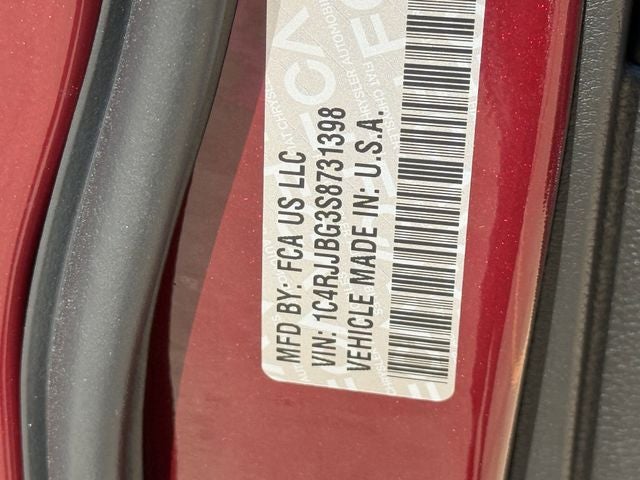 MFD BY: FCA US LLC
VIN: 1C4RJJBG3S8731398
VEHICLE MADE IN: U.S.A.